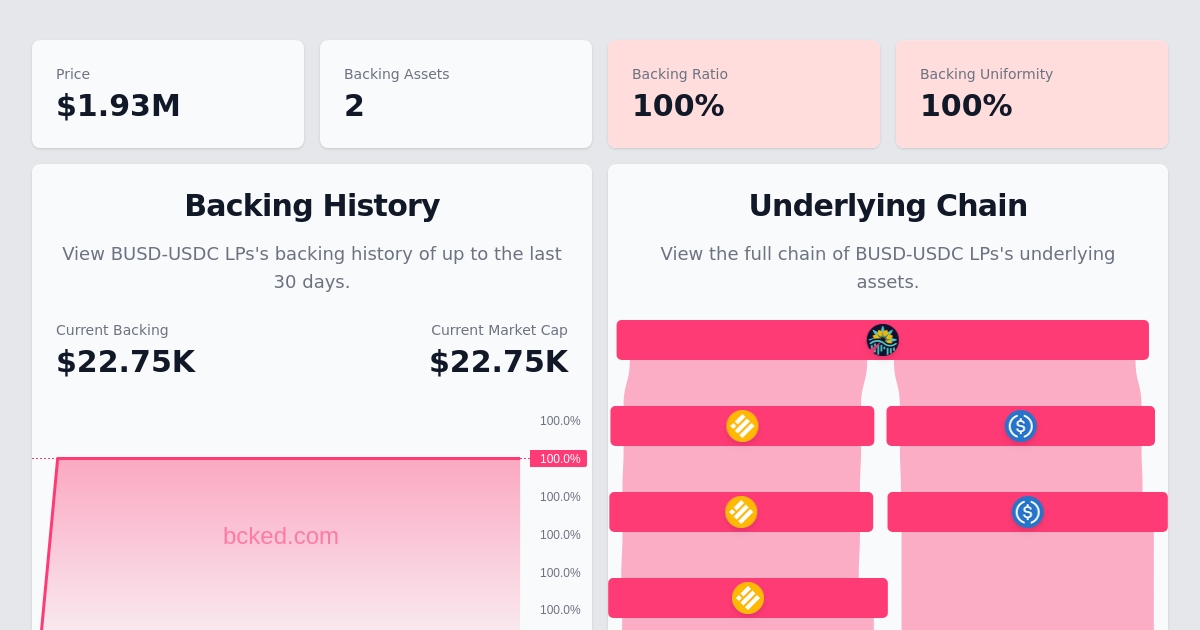 Price
$1.93M
Backing Assets
2
Backing Ratio
100%
Backing Uniformity
100%
Backing History
View BUSD-USDC LPs's backing history of up to the last
30 days.
Current Backing
$22.75K
Current Market Cap
$22.75K
100.0%
100.0%
100.0%
100.0%
100.0%
100.0%
bcked.com
Underlying Chain
View the full chain of BUSD-USDC LPs's underlying
assets.